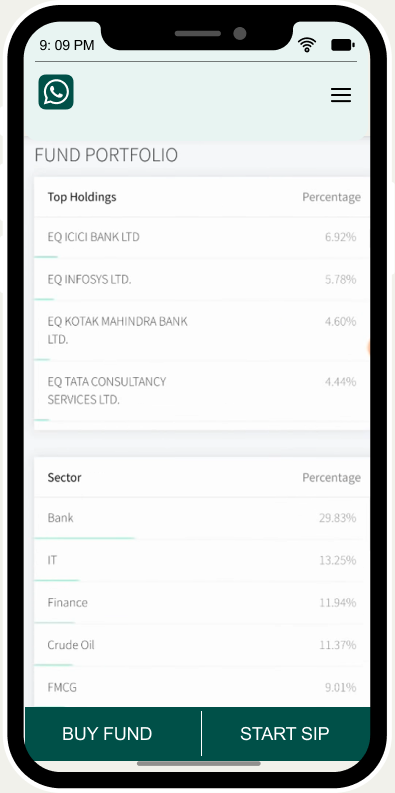 9: 09 PM
FUND PORTFOLIO
Top Holdings Percentage
EQ ICICI BANK LTD 6.92%
EQ INFOSYS LTD. 5.78%
EQ KOTAK MAHINDRA BANK 4.60%
LTD.
EQ TATA CONSULTANCY 4.44%
SERVICES LTD.
Sector Percentage
Bank 29.83%
IT 13.25%
Finance 11.94%
Crude Oil 11.37%
FMCG 9.01%
BUY FUND START SIP